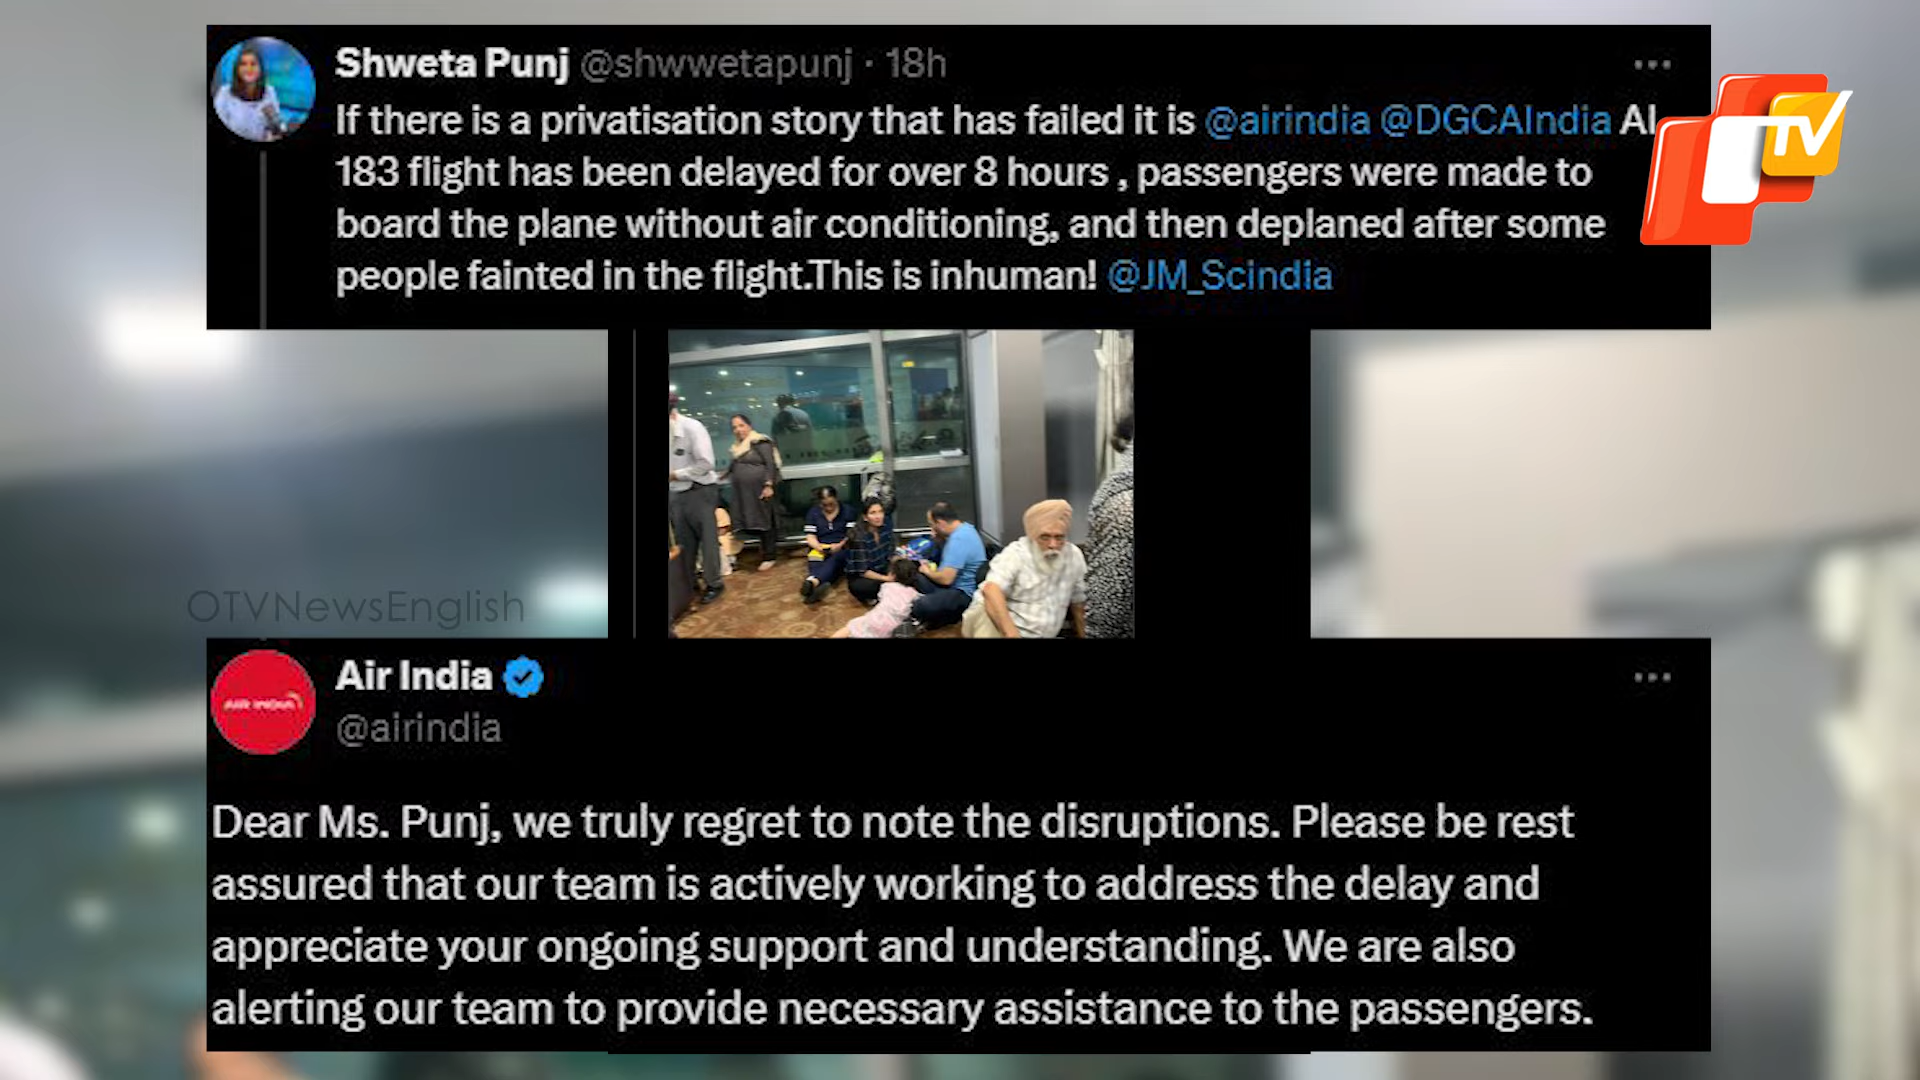 Shweta Punj @shwwetapunj · 18h
If there is a privatisation story that has failed it is @airindia @DGCAIndia AI
183 flight has been delayed for over 8 hours , passengers were made to
board the plane without air conditioning, and then deplaned after some
people fainted in the flight.This is inhuman! @JM_Scindia
TV
OTVNewsEnglish
AIR INDIA
Air India
@airindia
Dear Ms. Punj, we truly regret to note the disruptions. Please be rest
assured that our team is actively working to address the delay and
appreciate your ongoing support and understanding. We are also
alerting our team to provide necessary assistance to the passengers.